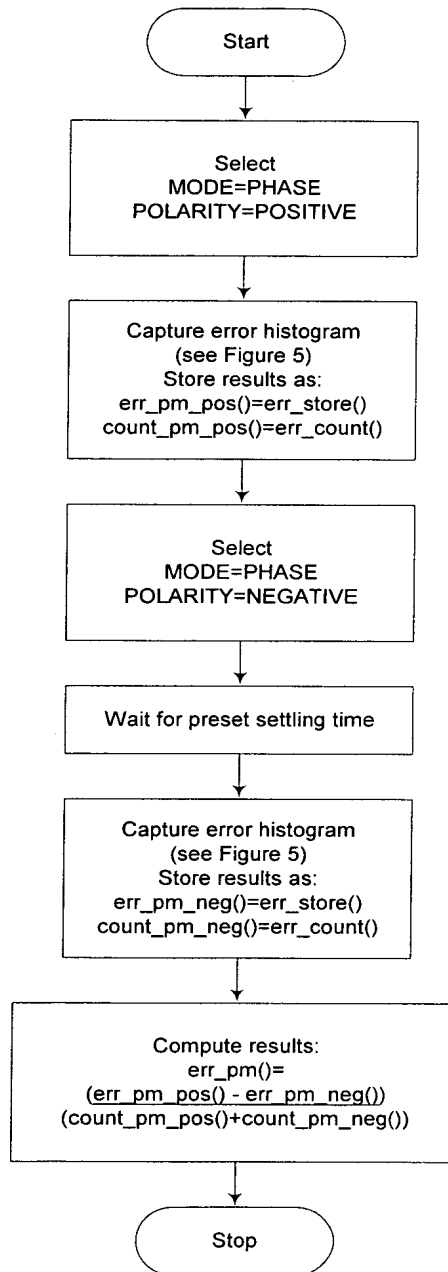 Start
Select
MODE=PHASE
POLARITY=POSITIVE
Capture error histogram
(see Figure 5)
Store results as:
err_pm_pos()=err_store()
count_pm_pos()=err_count()
Select
MODE=PHASE
POLARITY=NEGATIVE
Wait for preset settling time
Capture error histogram
(see Figure 5)
Store results as:
err_pm_neg()=err_store()
count_pm_neg()=err_count()
Compute results:
err_pm()=
(err_pm_pos() - err_pm_neg())
(count_pm_pos()+count_pm_neg())
Stop